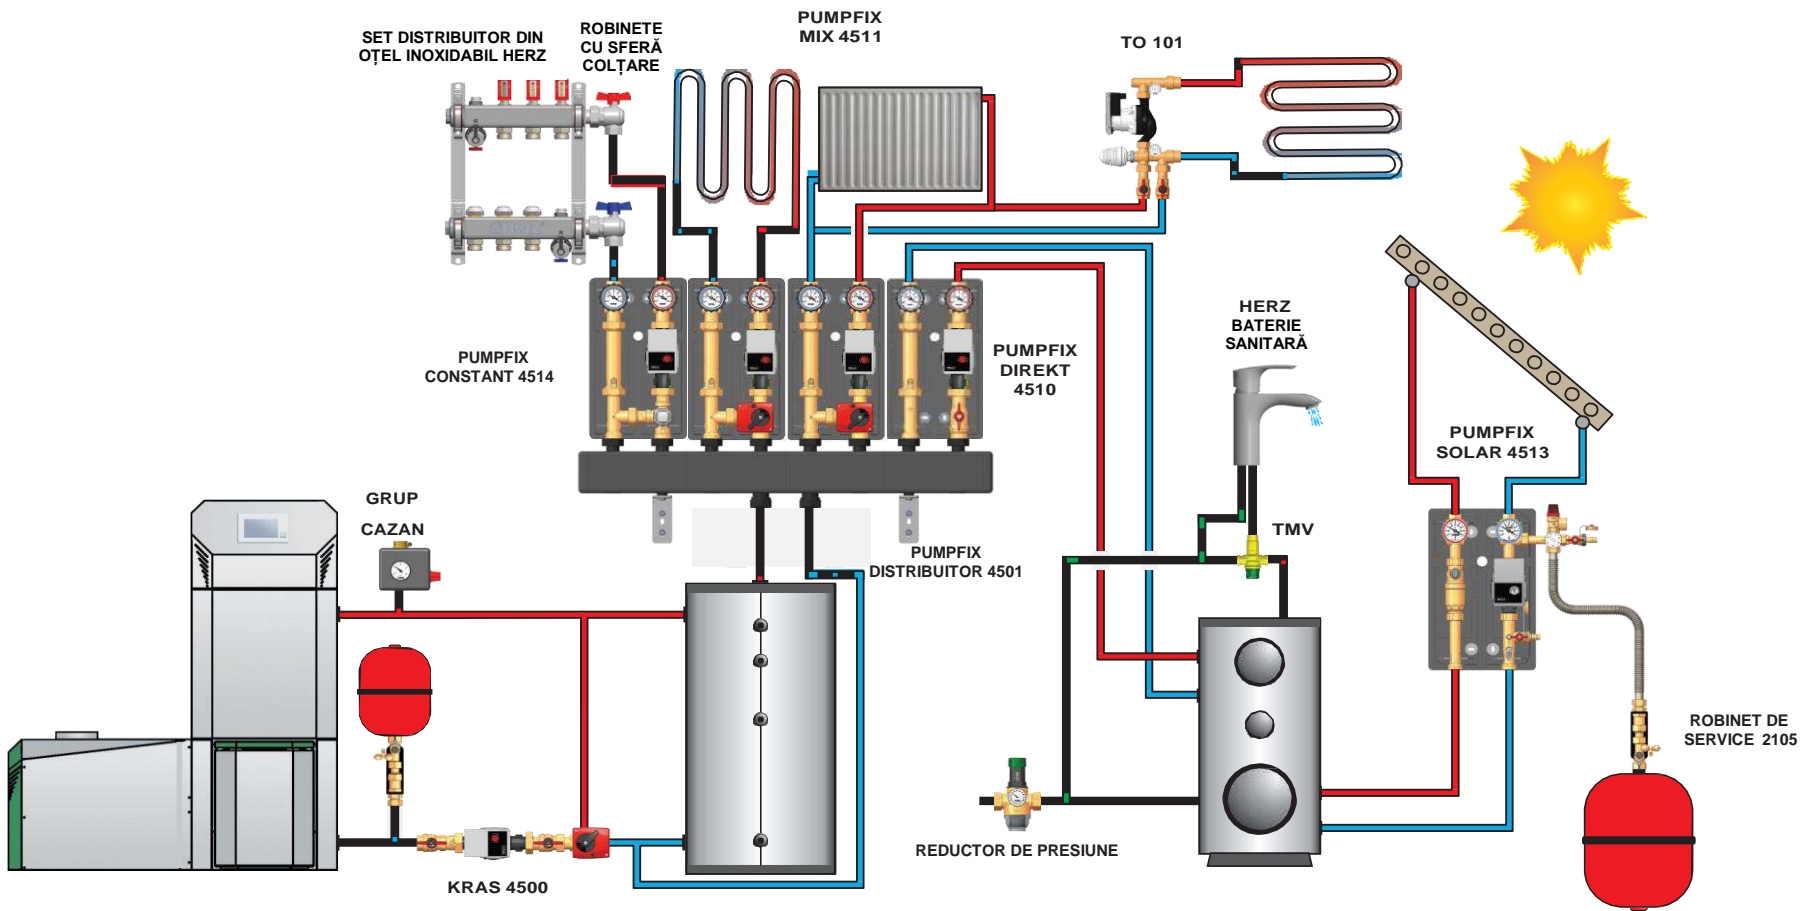 SET DISTRIBUITOR DIN
OȚEL INOXIDABIL HERZ
ROBINETE
CU SFERĂ
COLȚARE
PUMPFIX
MIX 4511
TO 101
PUMPFIX
CONSTANT 4514
PUMPFIX
DIREKT
4510
HERZ
BATERIE
SANITARĂ
PUMPFIX
SOLAR 4513
GRUP
CAZAN
PUMPFIX
DISTRIBUITOR 4501
TMV
ROBINET DE
SERVICE 2105
REDUCTOR DE PRESIUNE
KRAS 4500